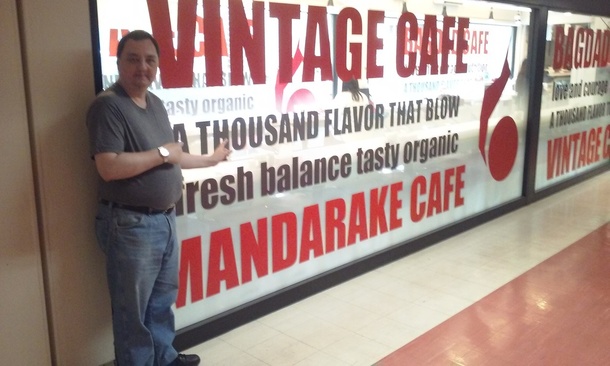 VINTAGE CAFE
tasty organic
A THOUSAND FLAVOR THAT BLOW
fresh balance tasty organic
MANDARAKE CAFE
BAGDAD
love and courage
A THOUSAND FLAVOR
VINTAGE C